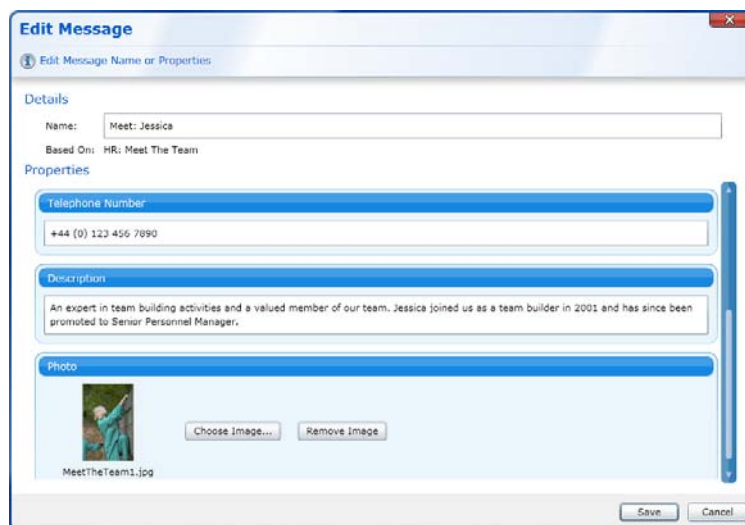 Edit Message
Edit Message Name or Properties
Details
Name: Meet: Jessica
Based On: HR: Meet The Team
Properties
Telephone Number
+44 (0) 123 456 7890
Description
An expert in team building activities and a valued member of our team. Jessica joined us as a team builder in 2001 and has since been
promoted to Senior Personnel Manager.
Photo
Choose Image... Remove Image
MeetTheTeam1.jpg
Save Cancel